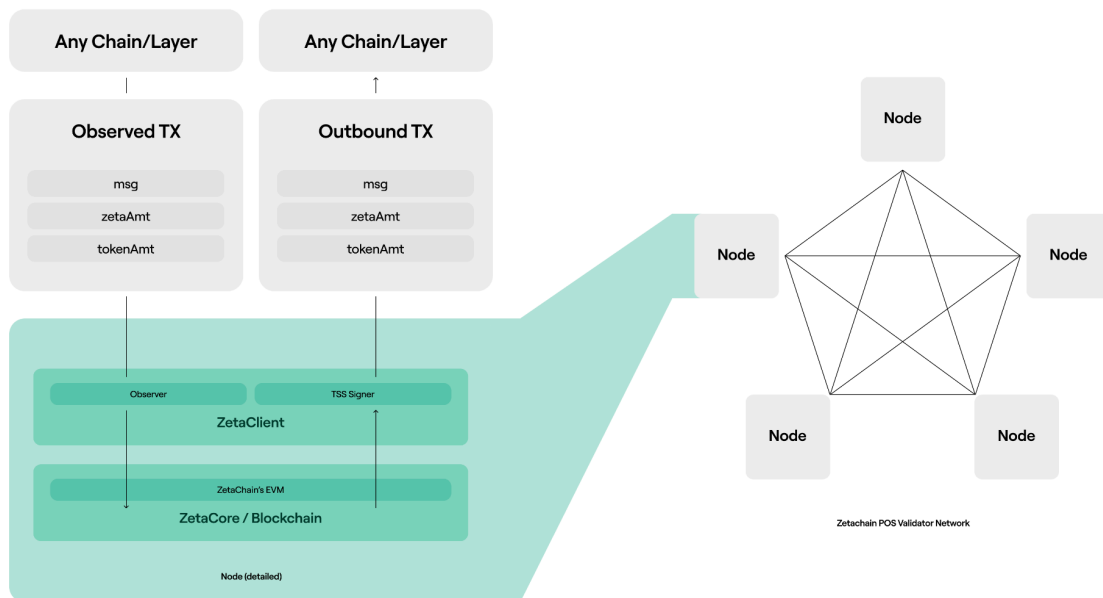 Any Chain/Layer
Any Chain/Layer
Observed TX
msg
zetaAmt
tokenAmt
Outbound TX
msg
zetaAmt
tokenAmt
Observer
TSS Signer
ZetaClient
ZetaChain's EVM
ZetaCore / Blockchain
Node (detailed)
Node
Node
Node
Node
Node
Zetachain POS Validator Network